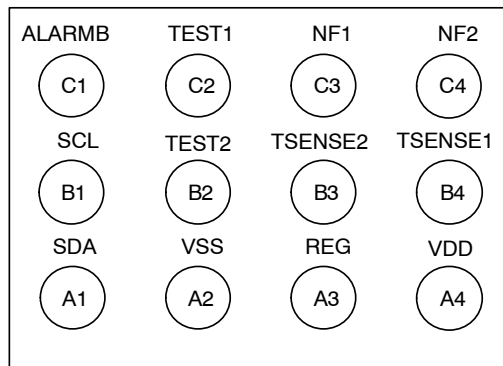 ALARMB TEST1 NF1 NF2
C1 C2 C3 C4
SCL TEST2 TSENSE2 TSENSE1
B1 B2 B3 B4
SDA VSS REG VDD
A1 A2 A3 A4